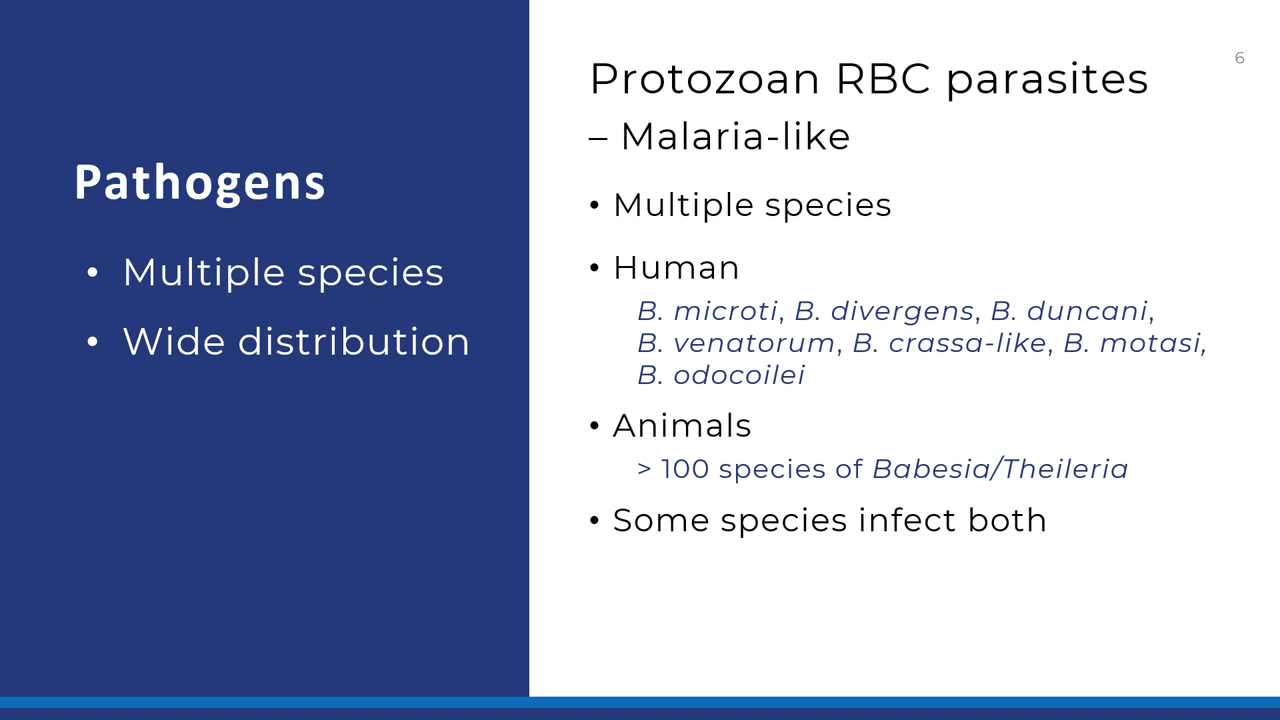 Pathogens
• Multiple species
• Wide distribution
6
Protozoan RBC parasites
– Malaria-like
• Multiple species
• Human
B. microti, B. divergens, B. duncani,
B. venatorum, B. crassa-like, B. motasi,
B. odocoilei
• Animals
> 100 species of Babesia/Theileria
• Some species infect both